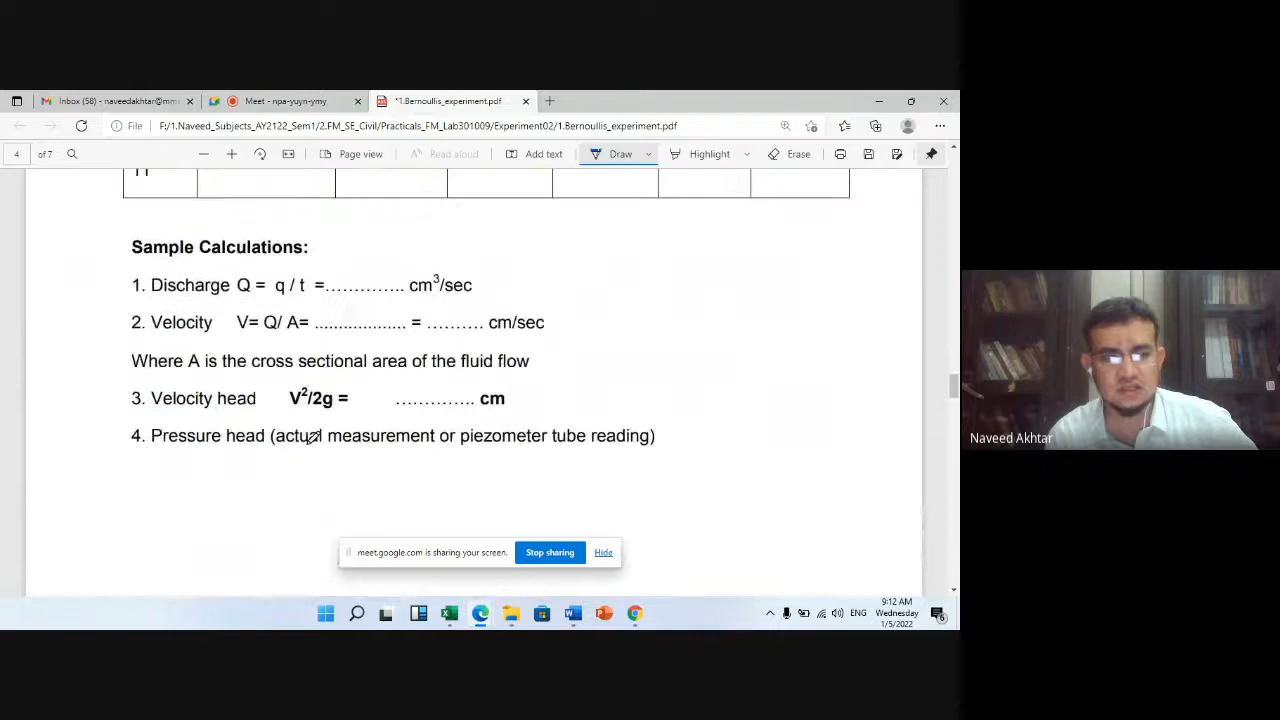 Inbox (58) - naveedakhtar@mm
Meet - npa-yuyn-ymy
*1.Bernoullis_experiment.pdf
File F:/1.Naveed_Subjects_AY2122_Sem1/2.FM_SE_Civil/Practicals_FM_Lab301009/Experiment02/1.Bernoullis_experiment.pdf
4 of 7 Page view Read aloud Add text Draw Highlight Erase
Sample Calculations:
1. Discharge Q = q / t =………….. cm³/sec
2. Velocity V= Q/ A= ................... = ………. cm/sec
Where A is the cross sectional area of the fluid flow
3. Velocity head V²/2g = …………. cm
4. Pressure head (actual measurement or piezometer tube reading)
Naveed Akhtar
meet.google.com is sharing your screen. Stop sharing Hide
ENG
9:12 AM
Wednesday
1/5/2022
6